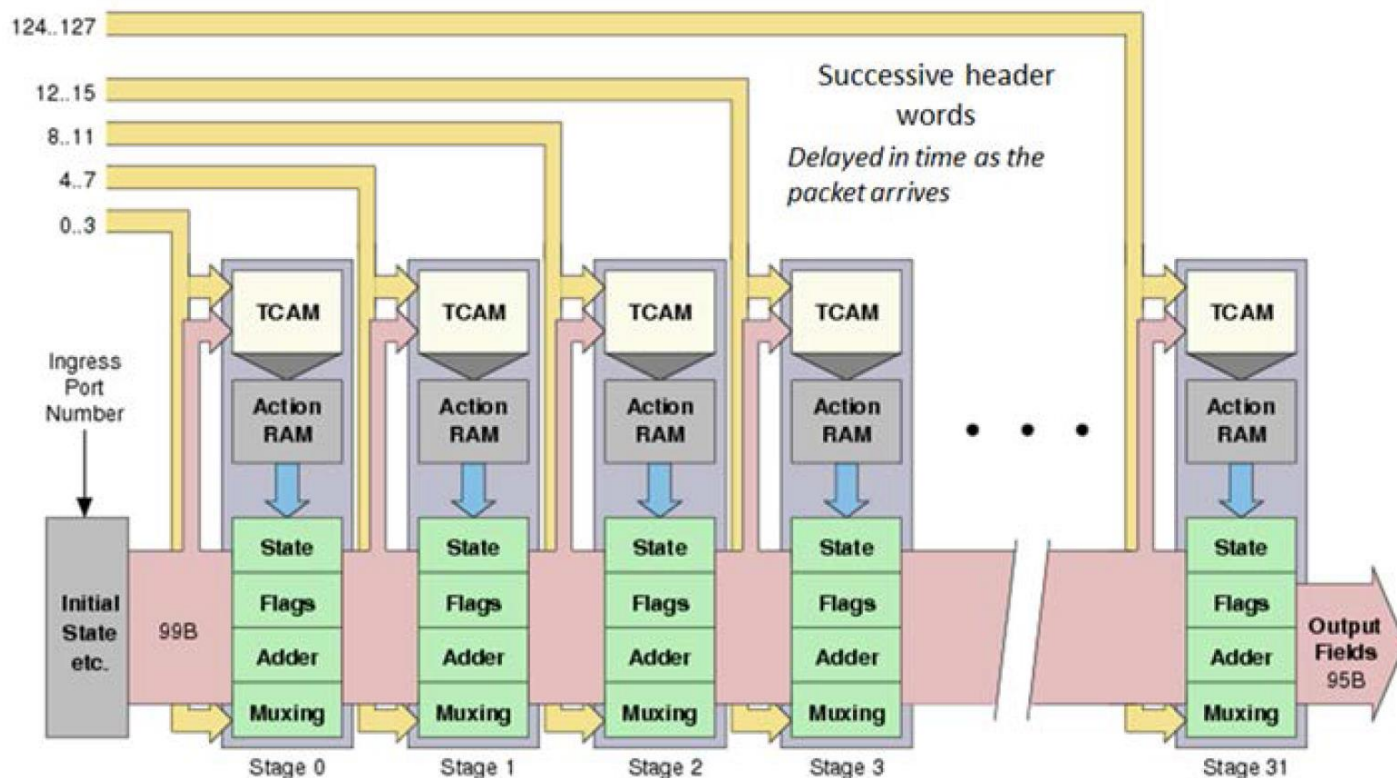 124..127
12..15
8..11
4..7
0..3
Successive header
words
Delayed in time as the
packet arrives
Ingress
Port
Number
TCAM
TCAM
TCAM
TCAM
TCAM
Action
RAM
Action
RAM
Action
RAM
Action
RAM
Action
RAM
• • •
Initial
State
etc.
99B
State
Flags
Adder
Muxing
State
Flags
Adder
Muxing
State
Flags
Adder
Muxing
State
Flags
Adder
Muxing
State
Flags
Adder
Muxing
Output
Fields
95B
Stage 0
Stage 1
Stage 2
Stage 3
Stage 31